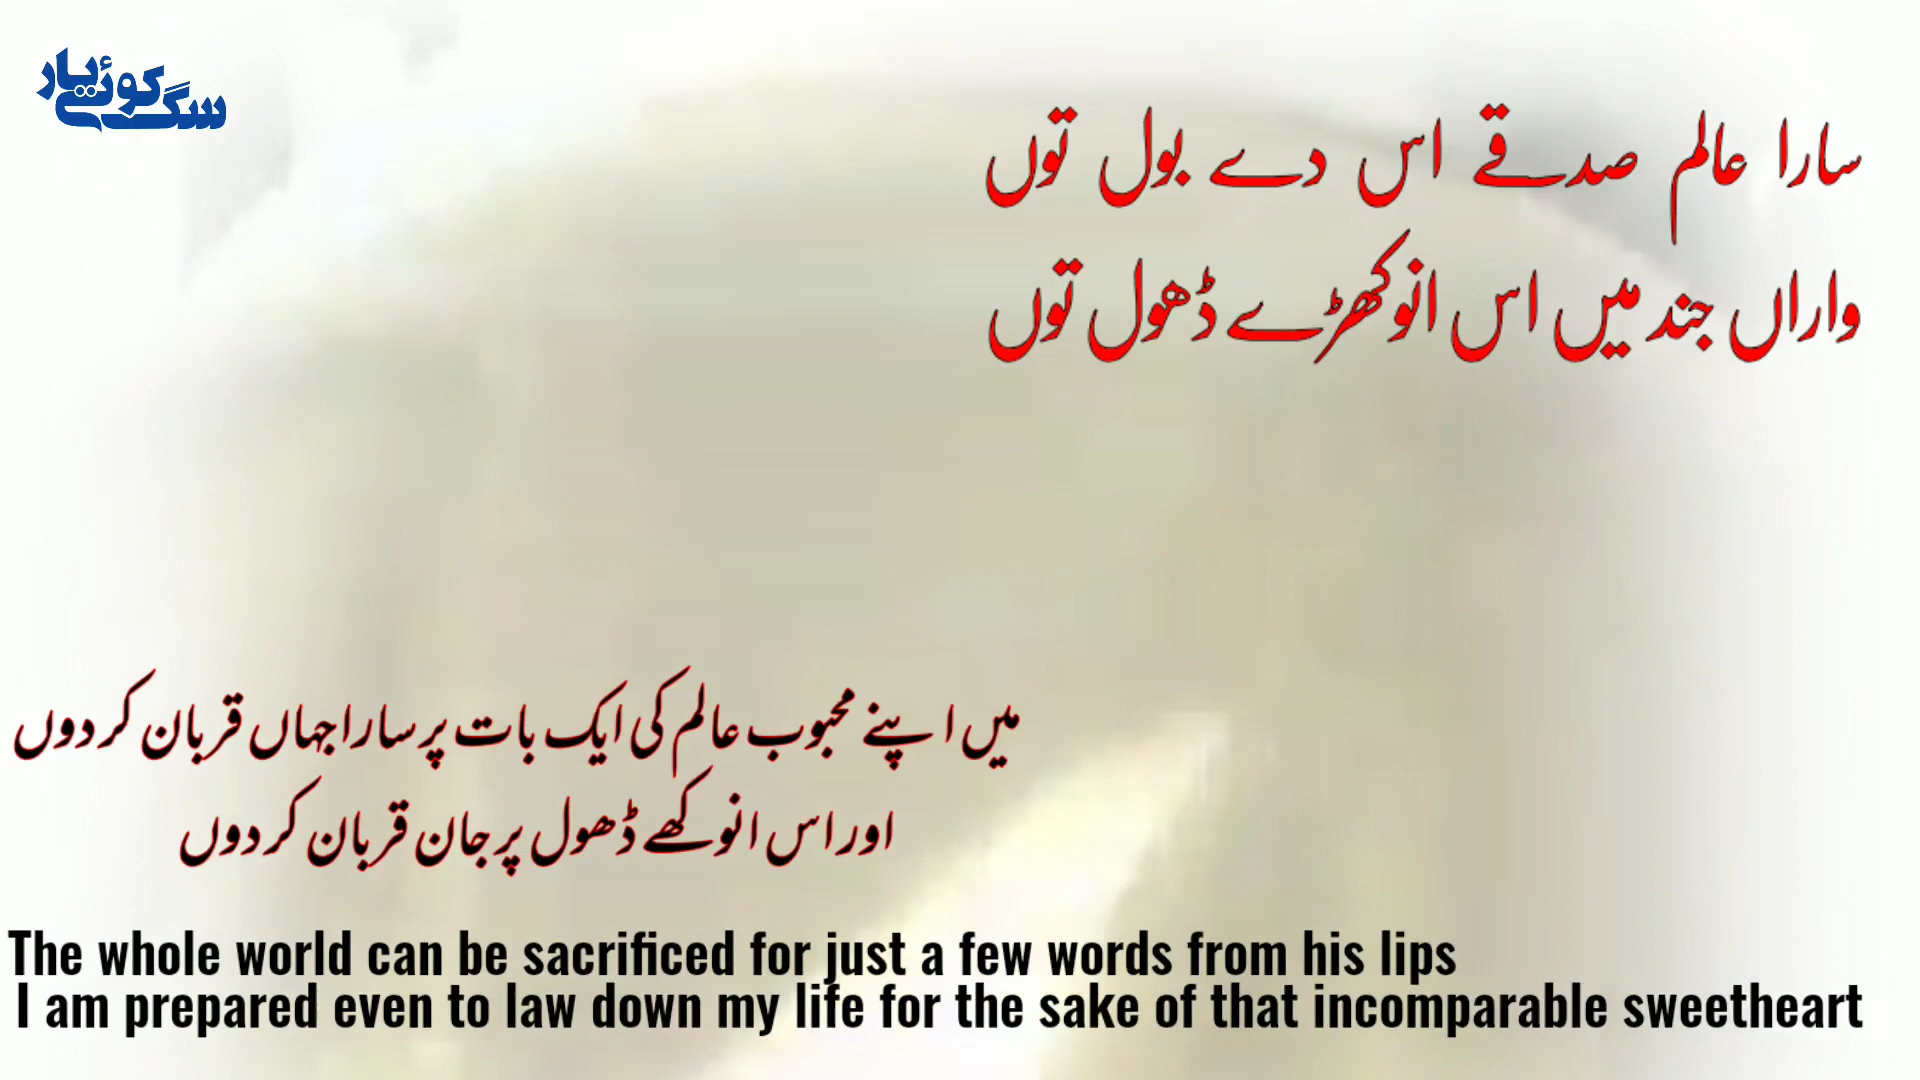 سگ کوئے یار
سارا عالم صدقے اس دے بول توں
واراں جند میں اس انوکھڑے ڈھول توں
میں اپنے محبوب عالم کی ایک بات پر سارا جہاں قربان کر دوں
اور اس انوکھے ڈھول پر جان قربان کر دوں
The whole world can be sacrificed for just a few words from his lips
I am prepared even to law down my life for the sake of that incomparable sweetheart